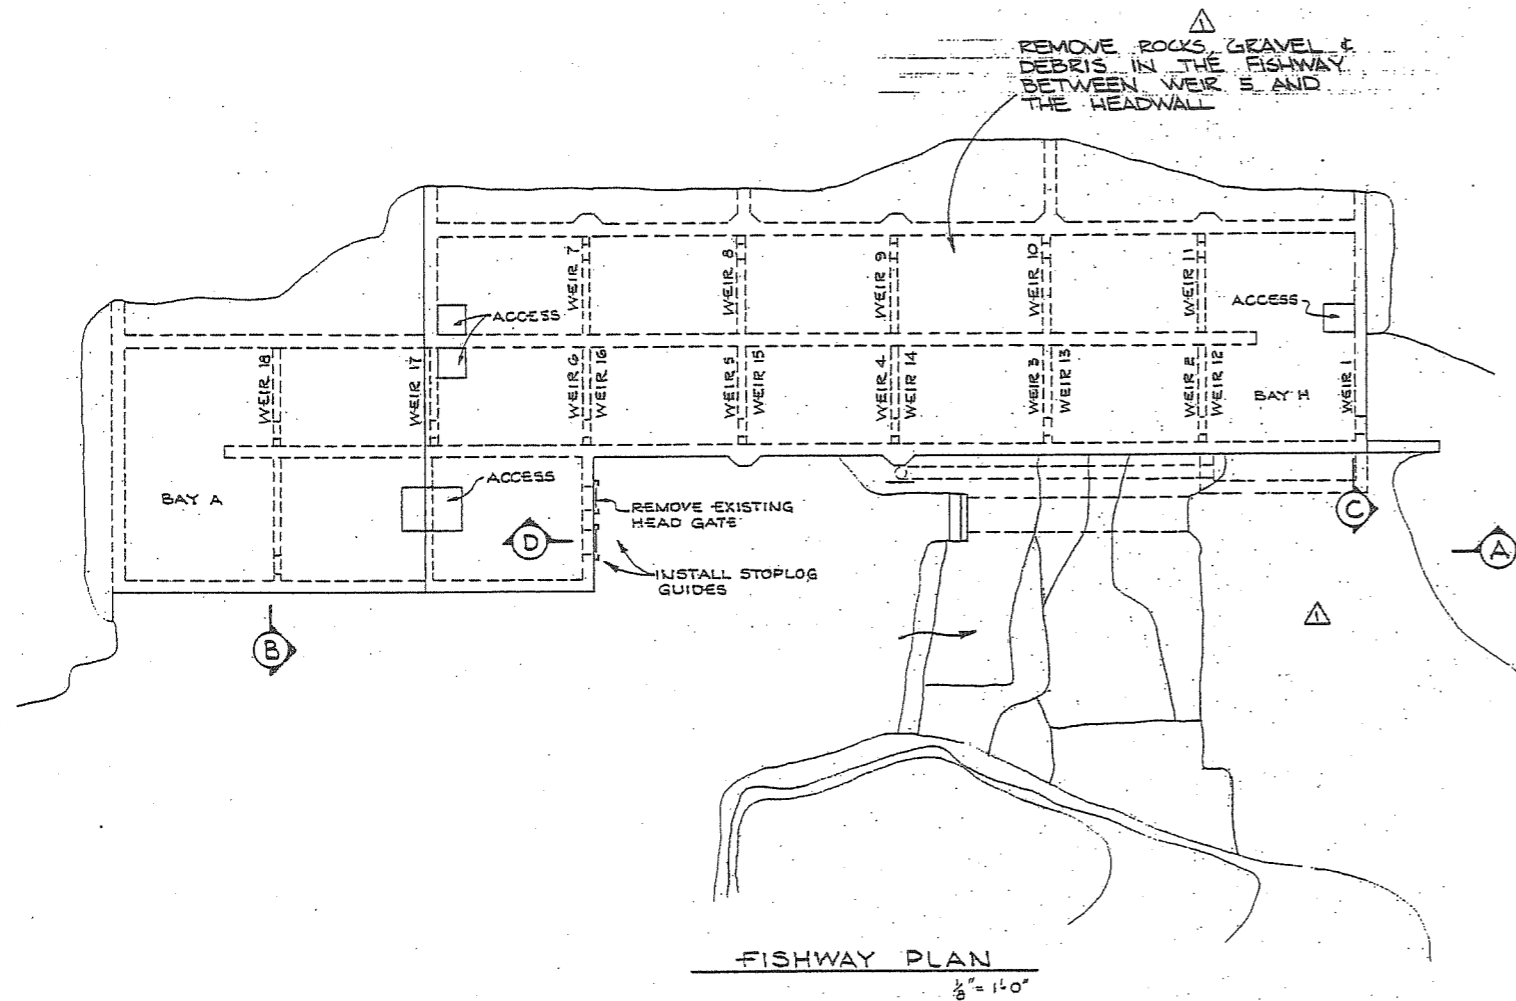 1
REMOVE ROCKS, GRAVEL &
DEBRIS IN THE FISHWAY
BETWEEN WEIR 5 AND
THE HEADWALL
WEIR 7
WEIR 8
WEIR 9
WEIR 10
WEIR 11
ACCESS
ACCESS
WEIR 18
WEIR 17
WEIR 6
WEIR 16
WEIR 5
WEIR 15
WEIR 4
WEIR 14
WEIR 3
WEIR 13
WEIR 2
WEIR 12
BAY H
WEIR 1
BAY A
ACCESS
REMOVE EXISTING
HEAD GATE
D
C
A
INSTALL STOPLOG
GUIDES
B
1
FISHWAY PLAN
1/8" = 1'-0"